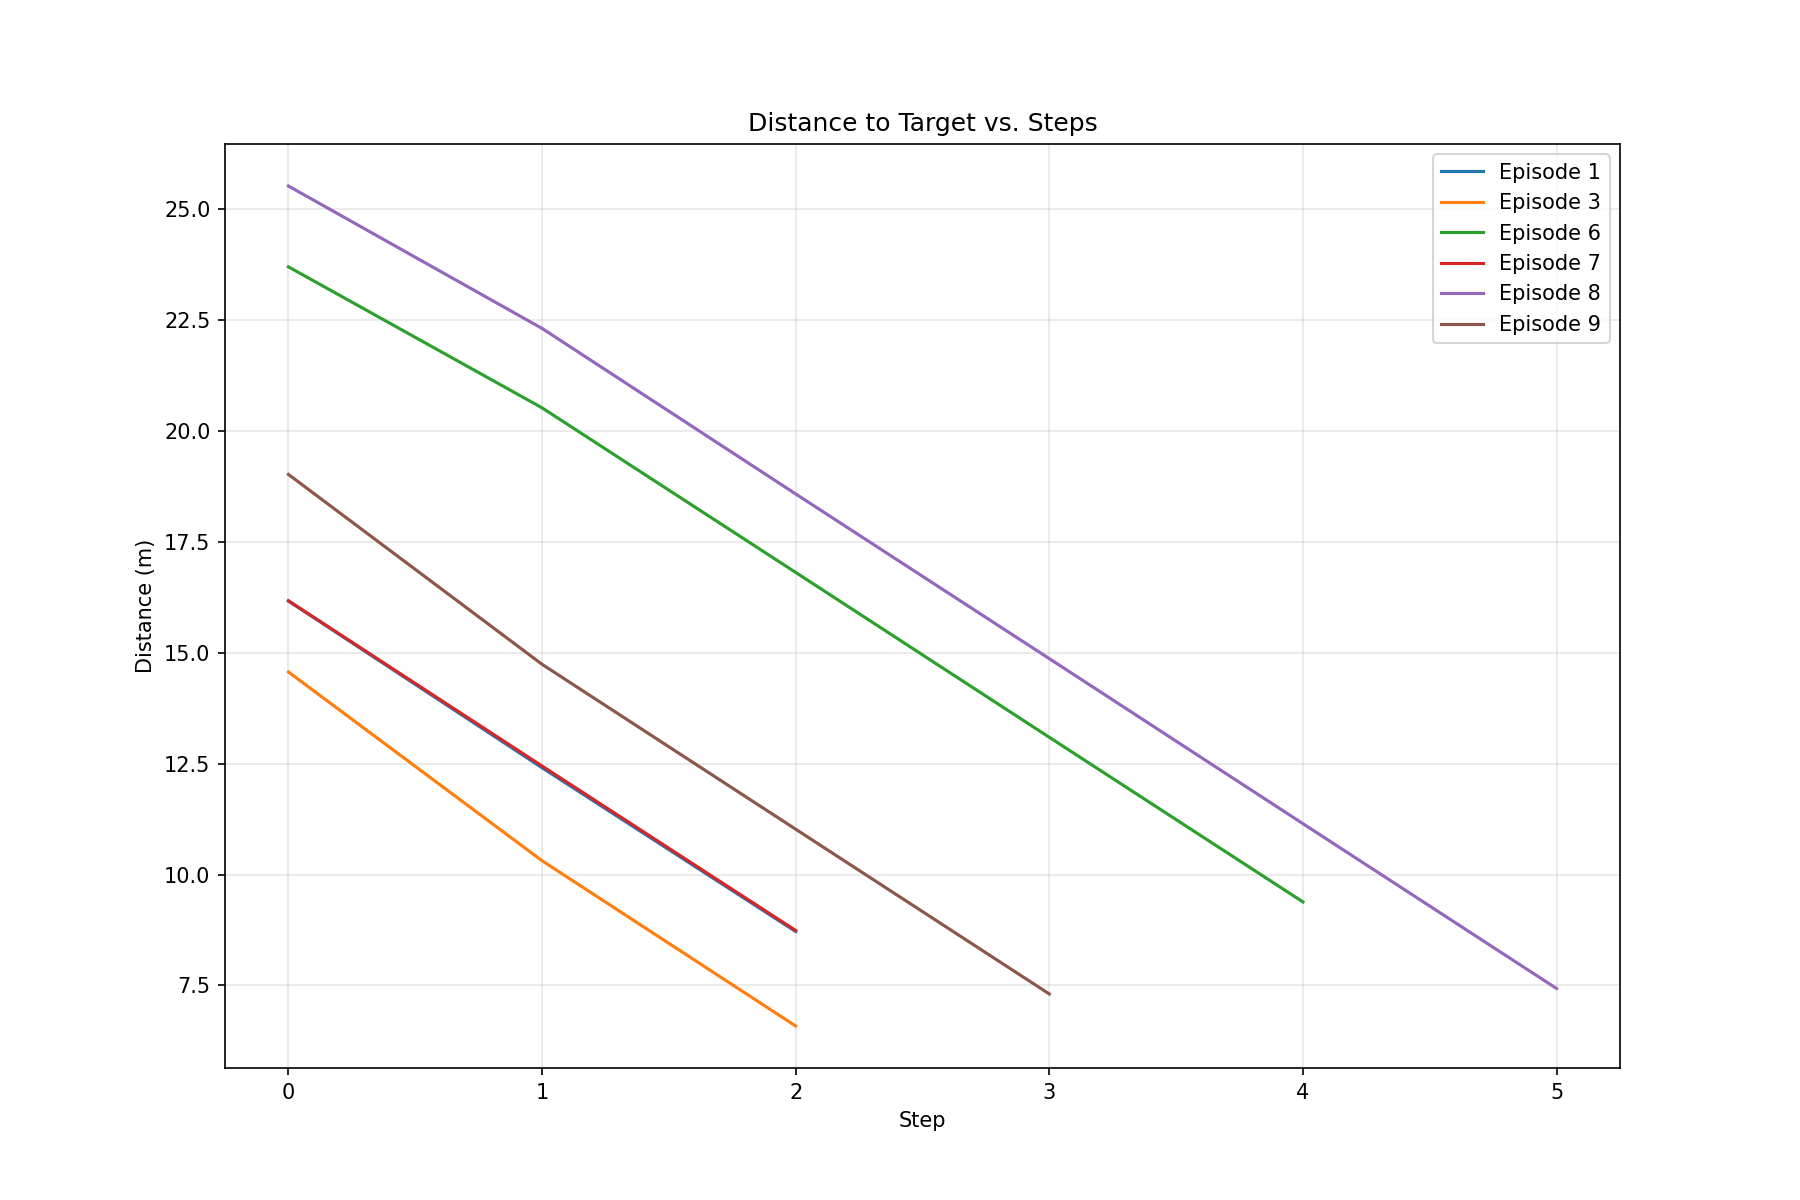 Distance to Target vs. Steps
Episode 1
Episode 3
Episode 6
Episode 7
Episode 8
Episode 9
Distance (m)
25.0
22.5
20.0
17.5
15.0
12.5
10.0
7.5
0 1 2 3 4 5
Step